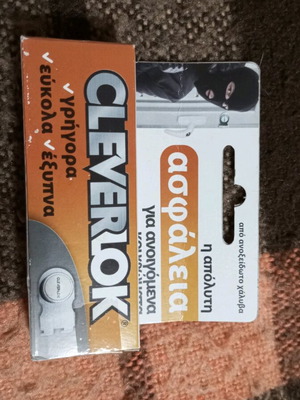 CLEVERLOK®
✓γρήγορα
✓εύκολα ✓έξυπνα
από ανοξείδωτο χάλυβα
η απόλυτη
ασφάλεια
για ανοιγόμενα